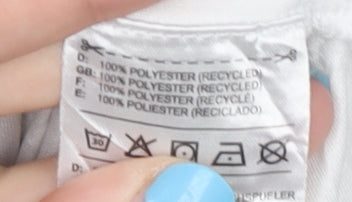 D: 100% POLYESTER (RECYCLED)
GB: 100% POLYESTER (RECYCLED)
F: 100% POLYESTER (RECYCLÉ)
E: 100% POLIESTER (RECICLADO)
30
D: